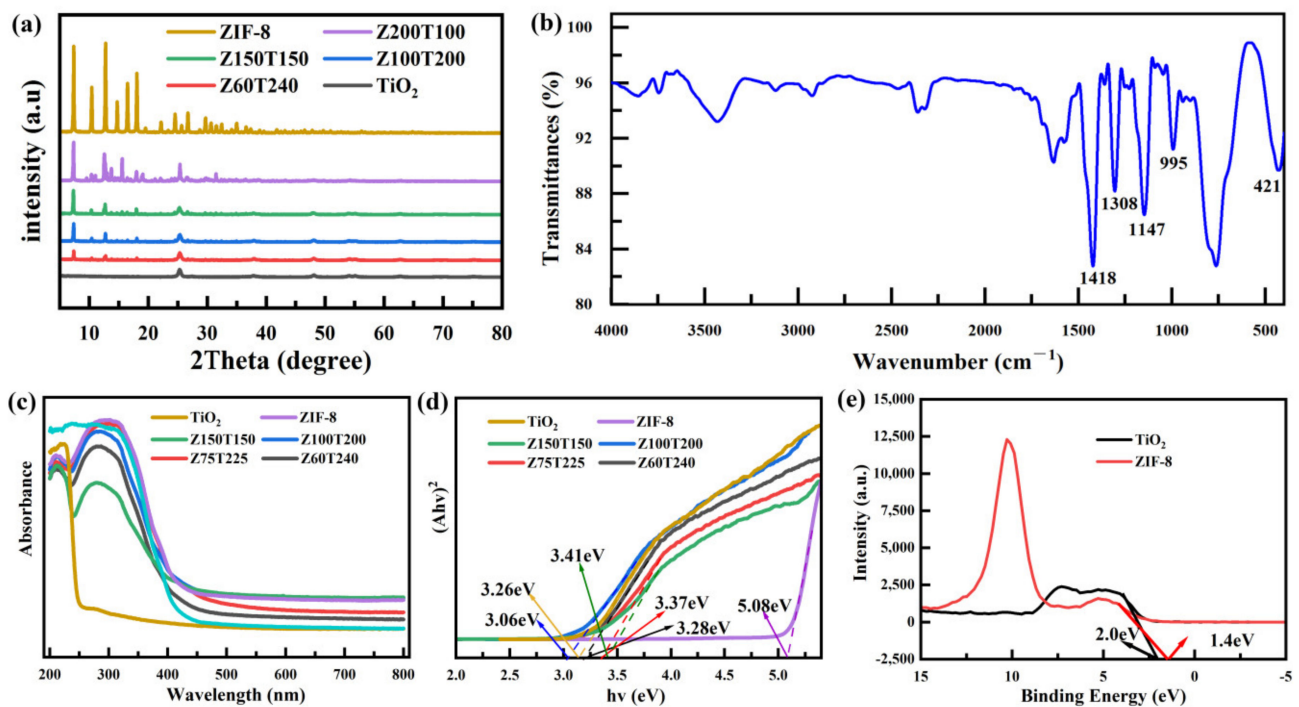 (a)
ZIF-8
Z200T100
Z150T150
Z100T200
Z60T240
TiO₂
intensity (a.u)
10 20 30 40 50 60 70 80
2Theta (degree)
(b)
100
96
92
88
84
80
Transmittances (%)
1418
1308
1147
995
421
4000 3500 3000 2500 2000 1500 1000 500
Wavenumber (cm⁻¹)
(c)
TiO₂
ZIF-8
Z150T150
Z100T200
Z75T225
Z60T240
Absorbance
200 300 400 500 600 700 800
Wavelength (nm)
(d)
TiO₂
ZIF-8
Z150T150
Z100T200
Z75T225
Z60T240
(Ahv)²
3.41eV
3.26eV
3.06eV
3.37eV
3.28eV
5.08eV
2.0 2.5 3.0 3.5 4.0 4.5 5.0
hv (eV)
(e)
15,000
12,500
10,000
7,500
5,000
2,500
0
-2,500
Intensity (a.u.)
TiO₂
ZIF-8
2.0eV
1.4eV
15 10 5 0 -5
Binding Energy (eV)